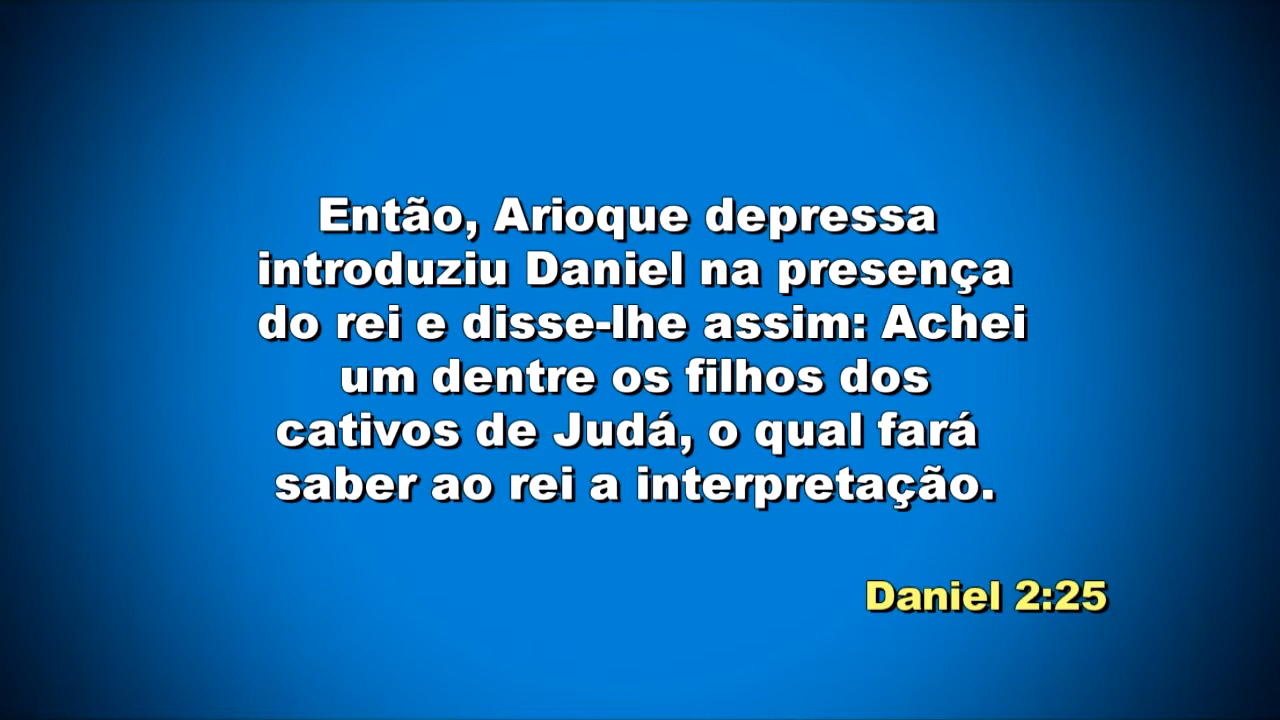 Então, Arioque depressa
introduziu Daniel na presença
do rei e disse-lhe assim: Achei
um dentre os filhos dos
cativos de Judá, o qual fará
saber ao rei a interpretação.
Daniel 2:25